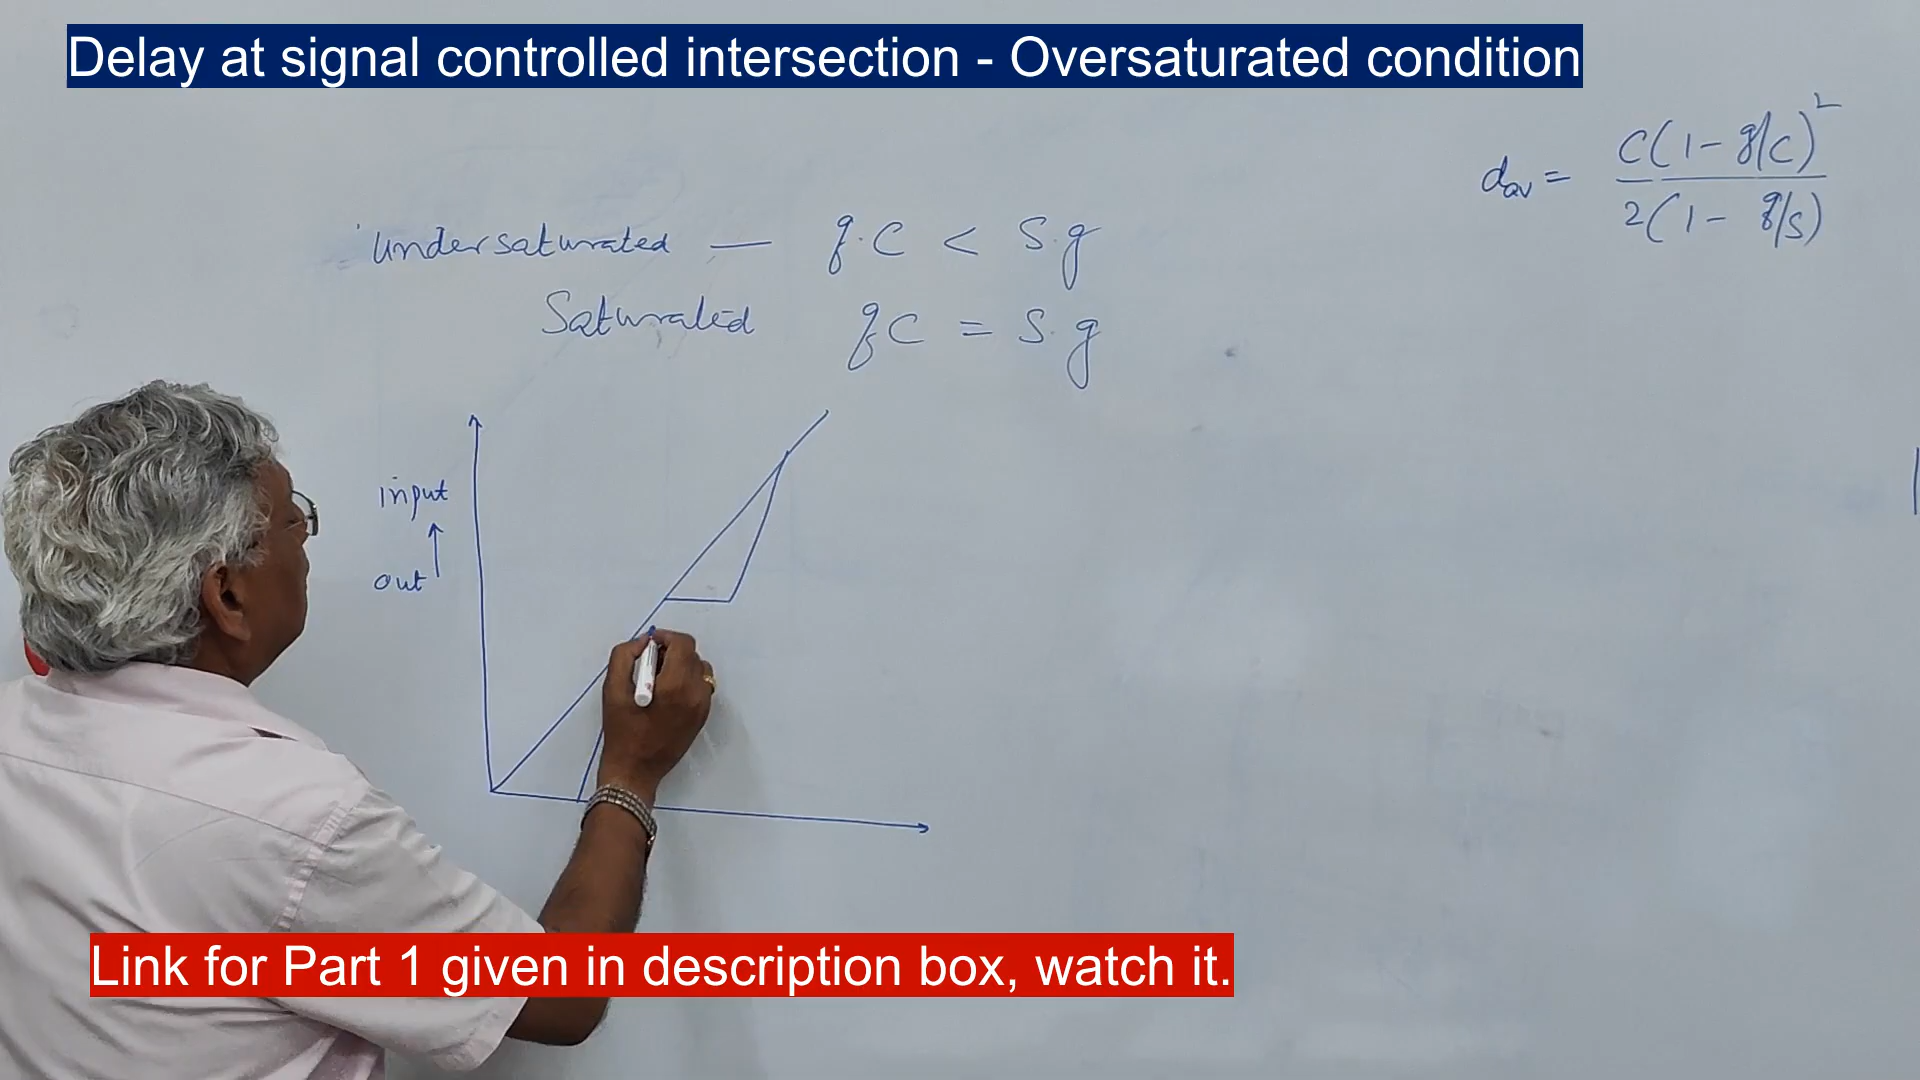 Delay at signal controlled intersection - Oversaturated condition
d_av = C(1 - g/C)²
2(1 - q/s)
Undersaturated — q.C < S.g
Saturated qC = S.g
input
out
Link for Part 1 given in description box, watch it.